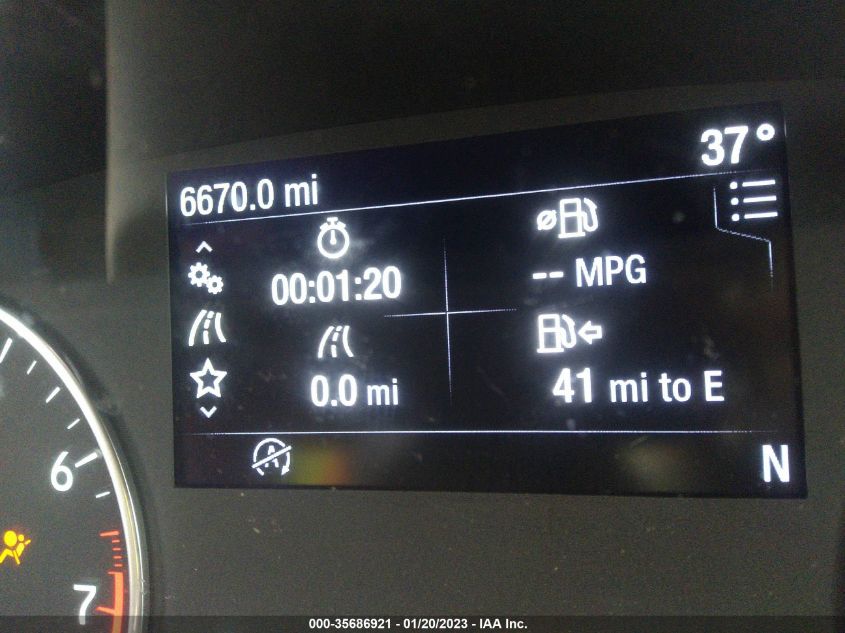 37°
6670.0 mi
00:01:20
-- MPG
0.0 mi
41 mi to E
A
N
6
7
000-35686921 - 01/20/2023 - IAA Inc.